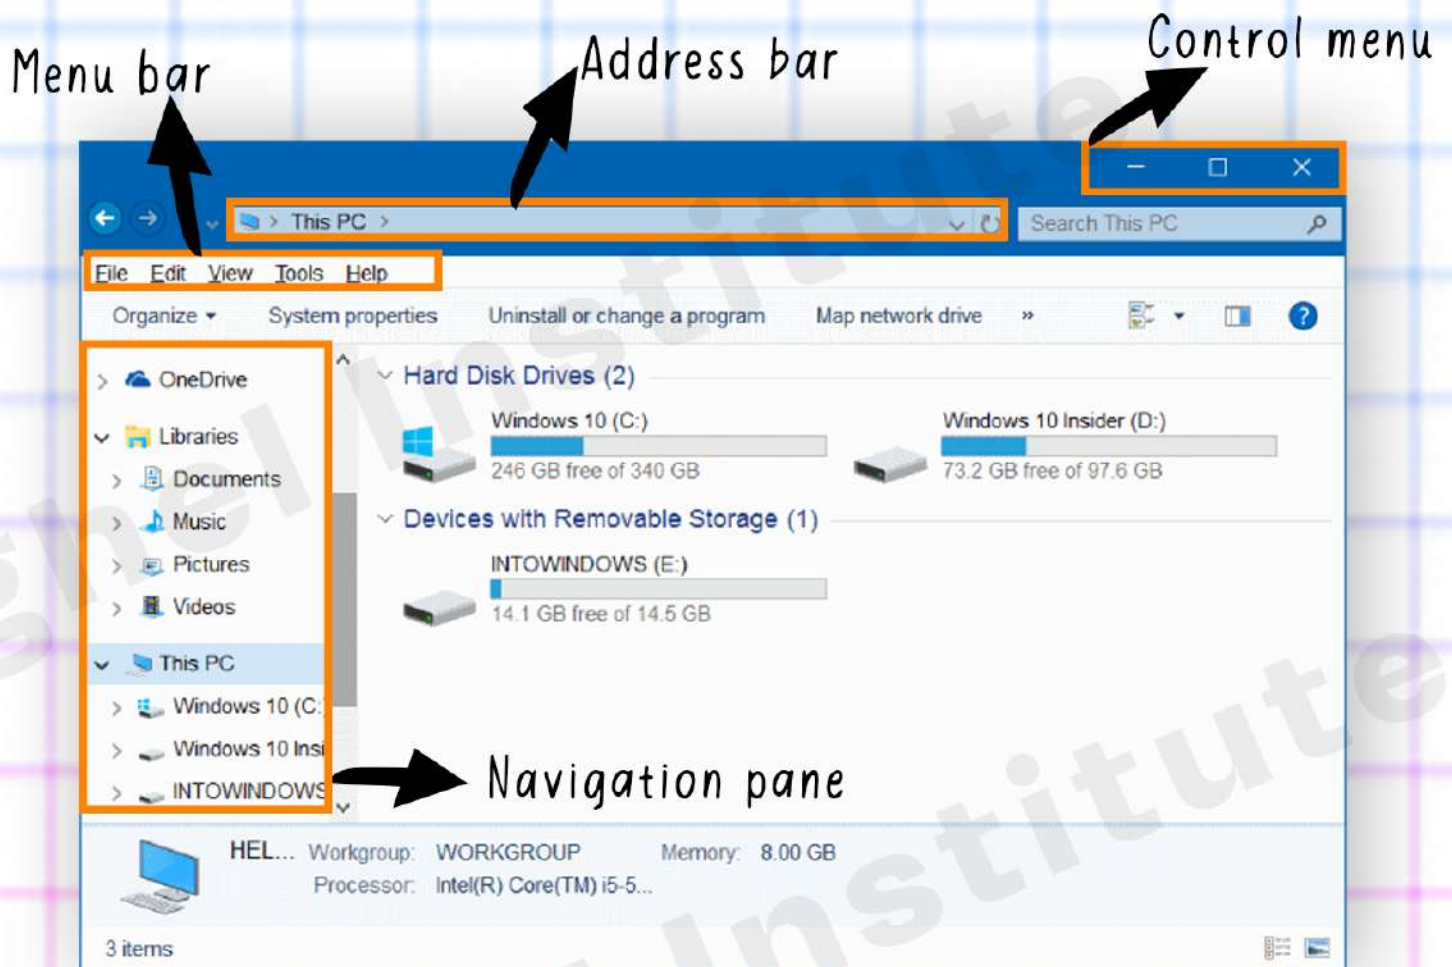 Menu bar
Address bar
Control menu
This PC
Search This PC
File Edit View Tools Help
Organize System properties Uninstall or change a program Map network drive »
OneDrive
Libraries
Documents
Music
Pictures
Videos
This PC
Windows 10 (C:
Windows 10 Insi
INTOWINDOWS
Hard Disk Drives (2)
Windows 10 (C:)
246 GB free of 340 GB
Windows 10 Insider (D:)
73.2 GB free of 97.6 GB
Devices with Removable Storage (1)
INTOWINDOWS (E:)
14.1 GB free of 14.5 GB
Navigation pane
HEL... Workgroup: WORKGROUP Memory: 8.00 GB
Processor: Intel(R) Core(TM) i5-5...
3 items
ghel Institute
Institute